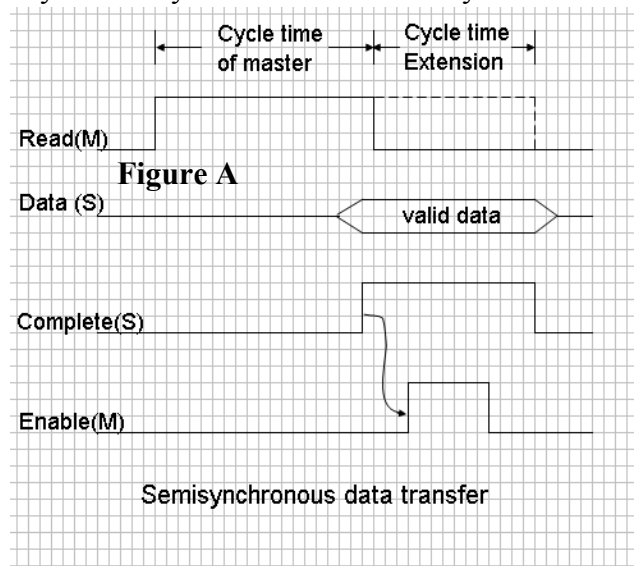 Cycle time
of master
Cycle time
Extension
Read(M)
Figure A
Data (S)
valid data
Complete(S)
Enable(M)
Semisynchronous data transfer